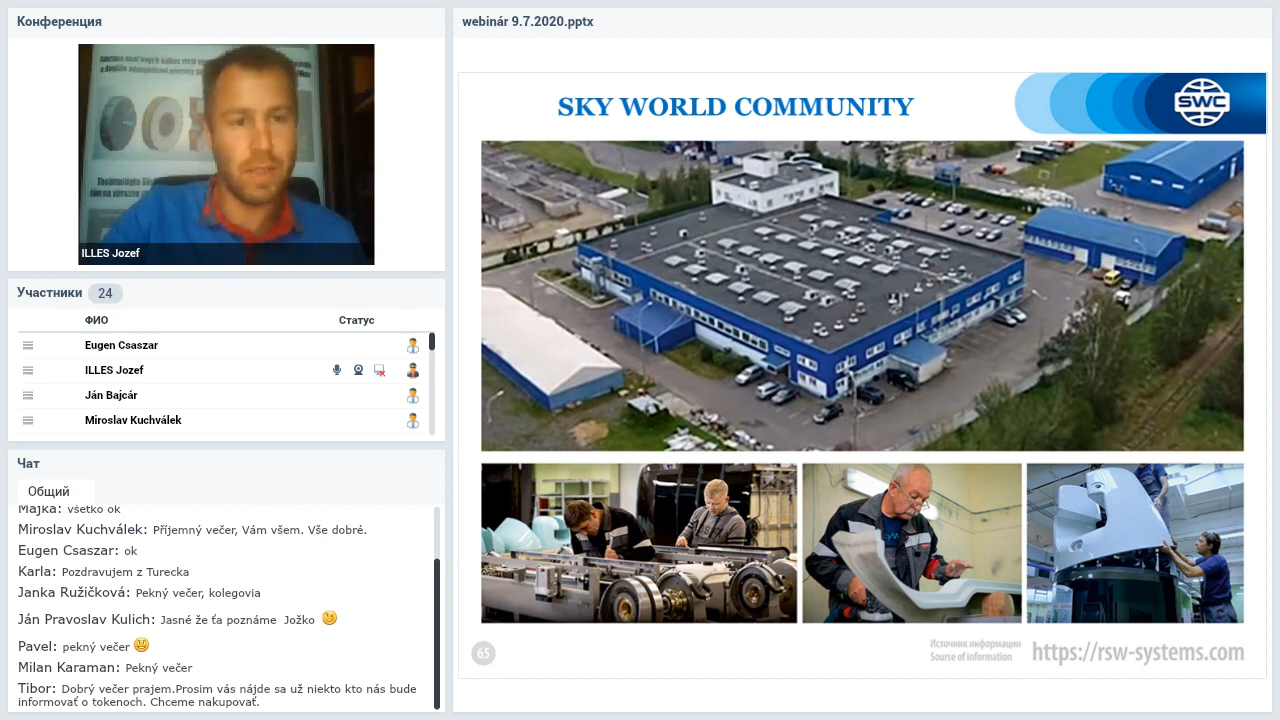 Конференция
ILLES Jozef
Участники 24
ФИО Статус
Eugen Csaszar
ILLES Jozef
Ján Bajcár
Miroslav Kuchválek
Чат
Общий
Majka: všetko ok
Miroslav Kuchválek: Příjemný večer, Vám všem. Vše dobré.
Eugen Csaszar: ok
Karla: Pozdravujem z Turecka
Janka Ružičková: Pekný večer, kolegovia
Ján Pravoslav Kulich: Jasné že ťa poznáme Jožko
Pavel: pekný večer
Milan Karaman: Pekný večer
Tibor: Dobrý večer prajem.Prosim vás nájde sa už niekto kto nás bude
informovať o tokenoch. Chceme nakupovať.
webinár 9.7.2020.pptx
SKY WORLD COMMUNITY
SWC
65
Источник информации
Sourse of information
https://rsw-systems.com